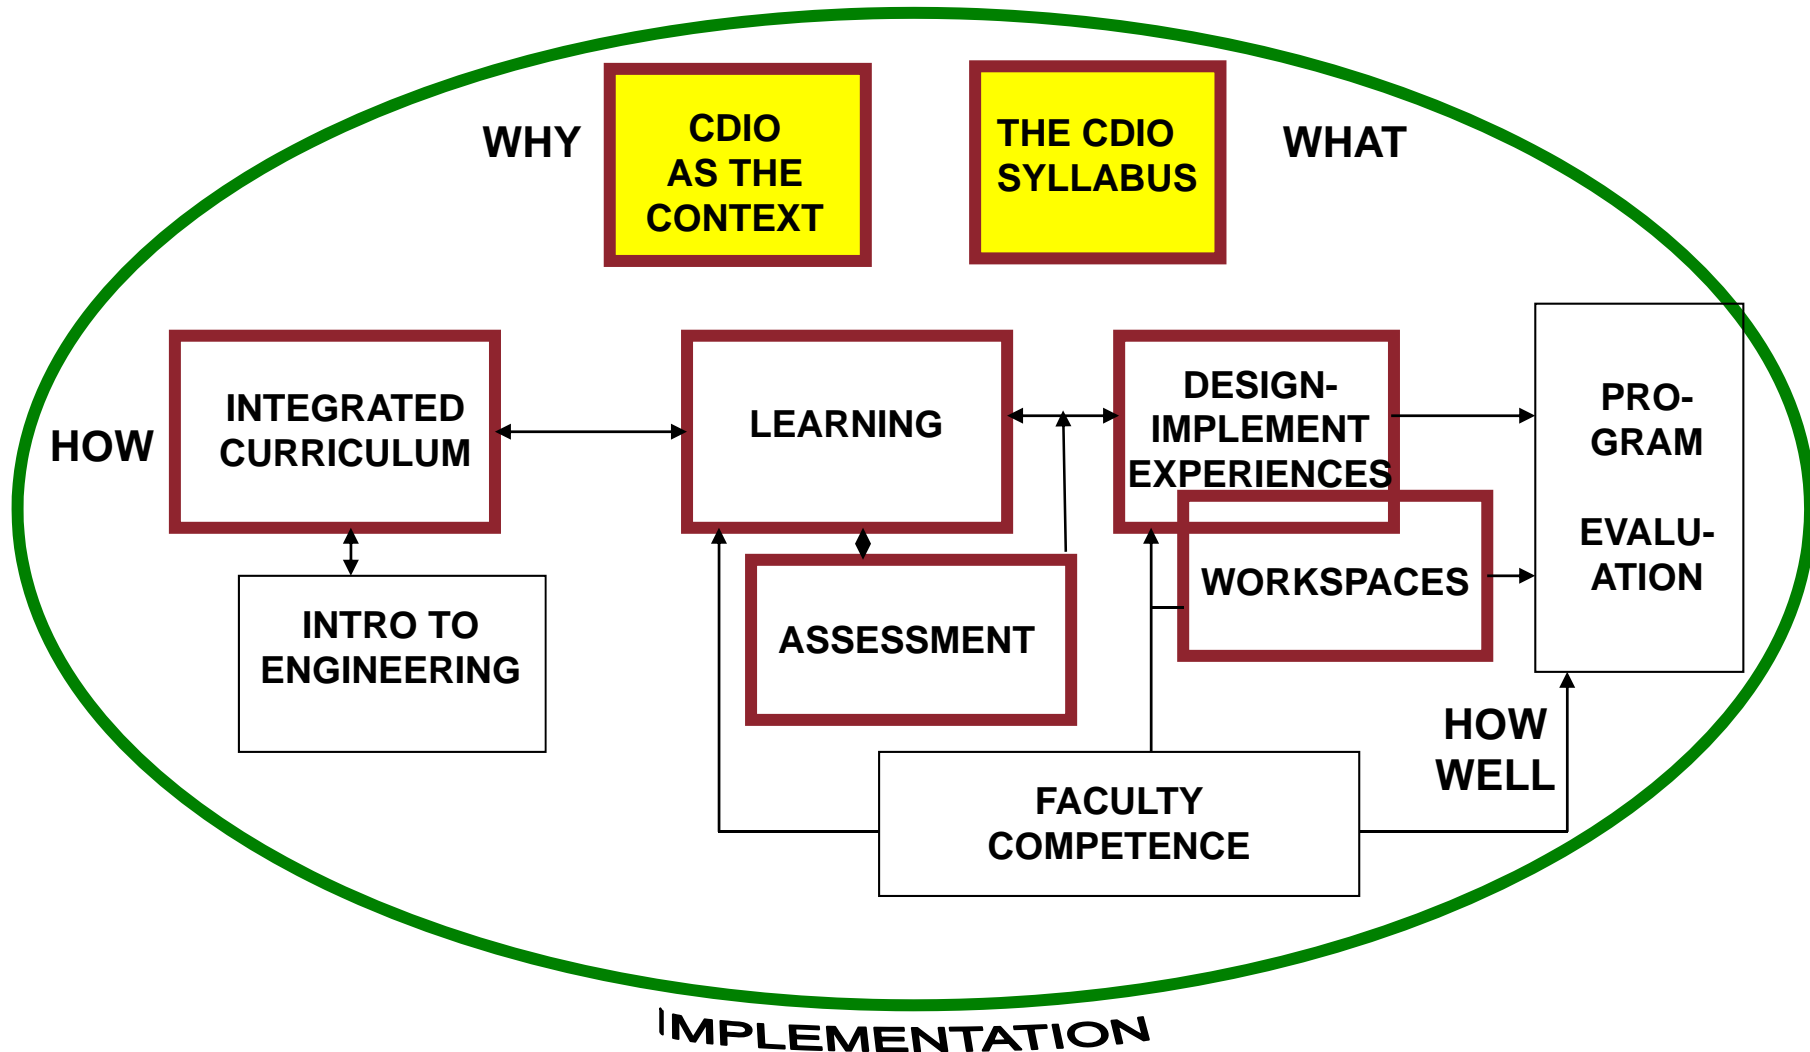 WHY
CDIO
AS THE
CONTEXT
THE CDIO
SYLLABUS
WHAT
HOW
INTEGRATED
CURRICULUM
LEARNING
DESIGN-
IMPLEMENT
EXPERIENCES
PRO-
GRAM
EVALU-
ATION
WORKSPACES
INTRO TO
ENGINEERING
ASSESSMENT
HOW
WELL
FACULTY
COMPETENCE
IMPLEMENTATION